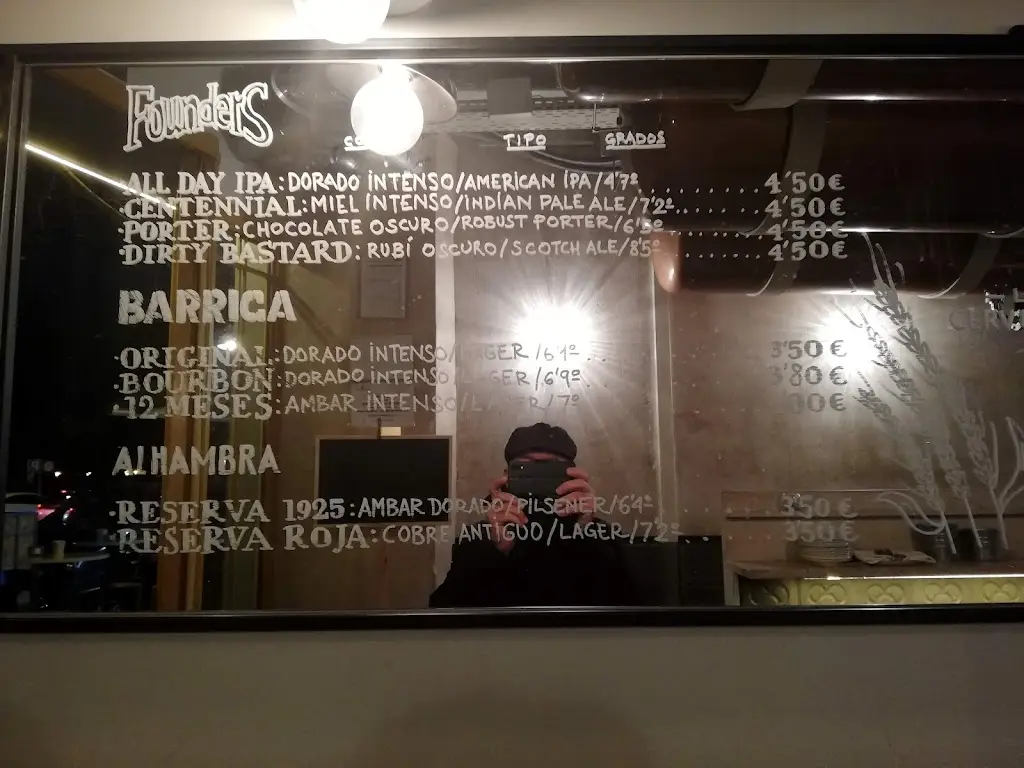 FoundersS
TIPO GRADOS
ALL DAY IPA: DORADO INTENSO/AMERICAN IPA/4'7º.............4'50€
·CENTENNIAL: MIEL INTENSO/INDIAN PALE ALE/7'2º...........4'50€
·PORTER: CHOCOLATE OSCURO/ROBUST PORTER/6'5º...........4'50€
·DIRTY BASTARD: RUBÍ OSCURO/SCOTCH ALE/8'5º...........4'50€
BARRICA
·ORIGINAL: DORADO INTENSO/LAGER/6'1º... 3'50€
·BOURBON: DORADO INTENSO/LAGER/6'9º 3'80€
·12 MESES: AMBAR INTENSO/LAGER/7º
ALHAMBRA
·RESERVA 1925: AMBAR DORADO/PILSENER/6'4º 3'50€
·RESERVA ROJA: COBRE ANTIGUO/LAGER/7'2º 3'50€